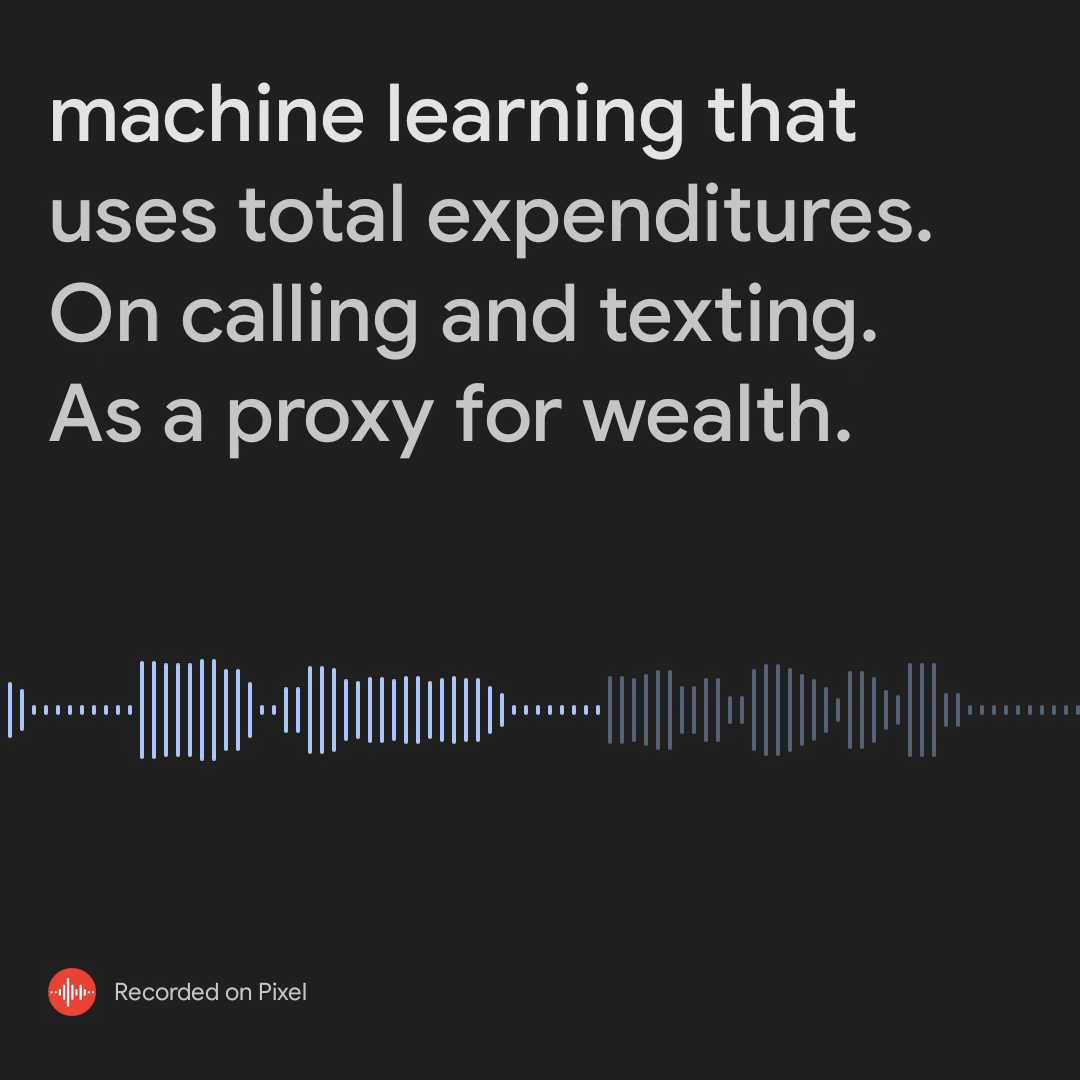 machine learning that
uses total expenditures.
On calling and texting.
As a proxy for wealth.
Recorded on Pixel